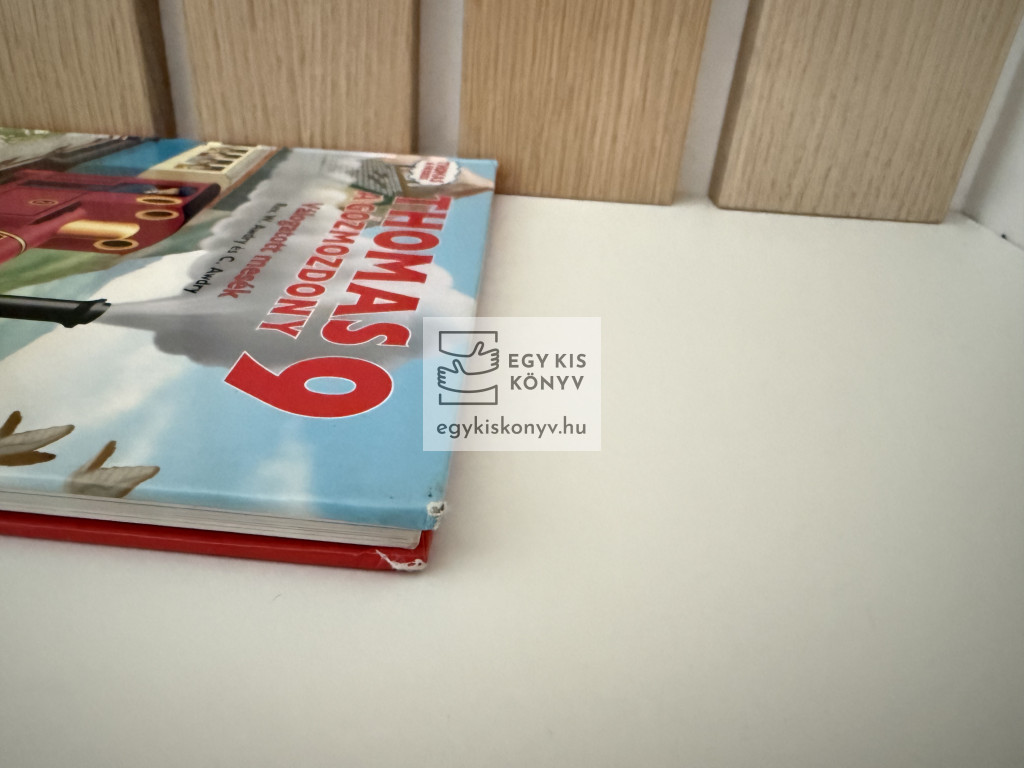 THOMAS 9
A GŐZMOZDONY
Válogatott mesék
Rev. W. Awdry és C. Awdry
EGY KIS
KÖNYV
egykiskonyv.hu